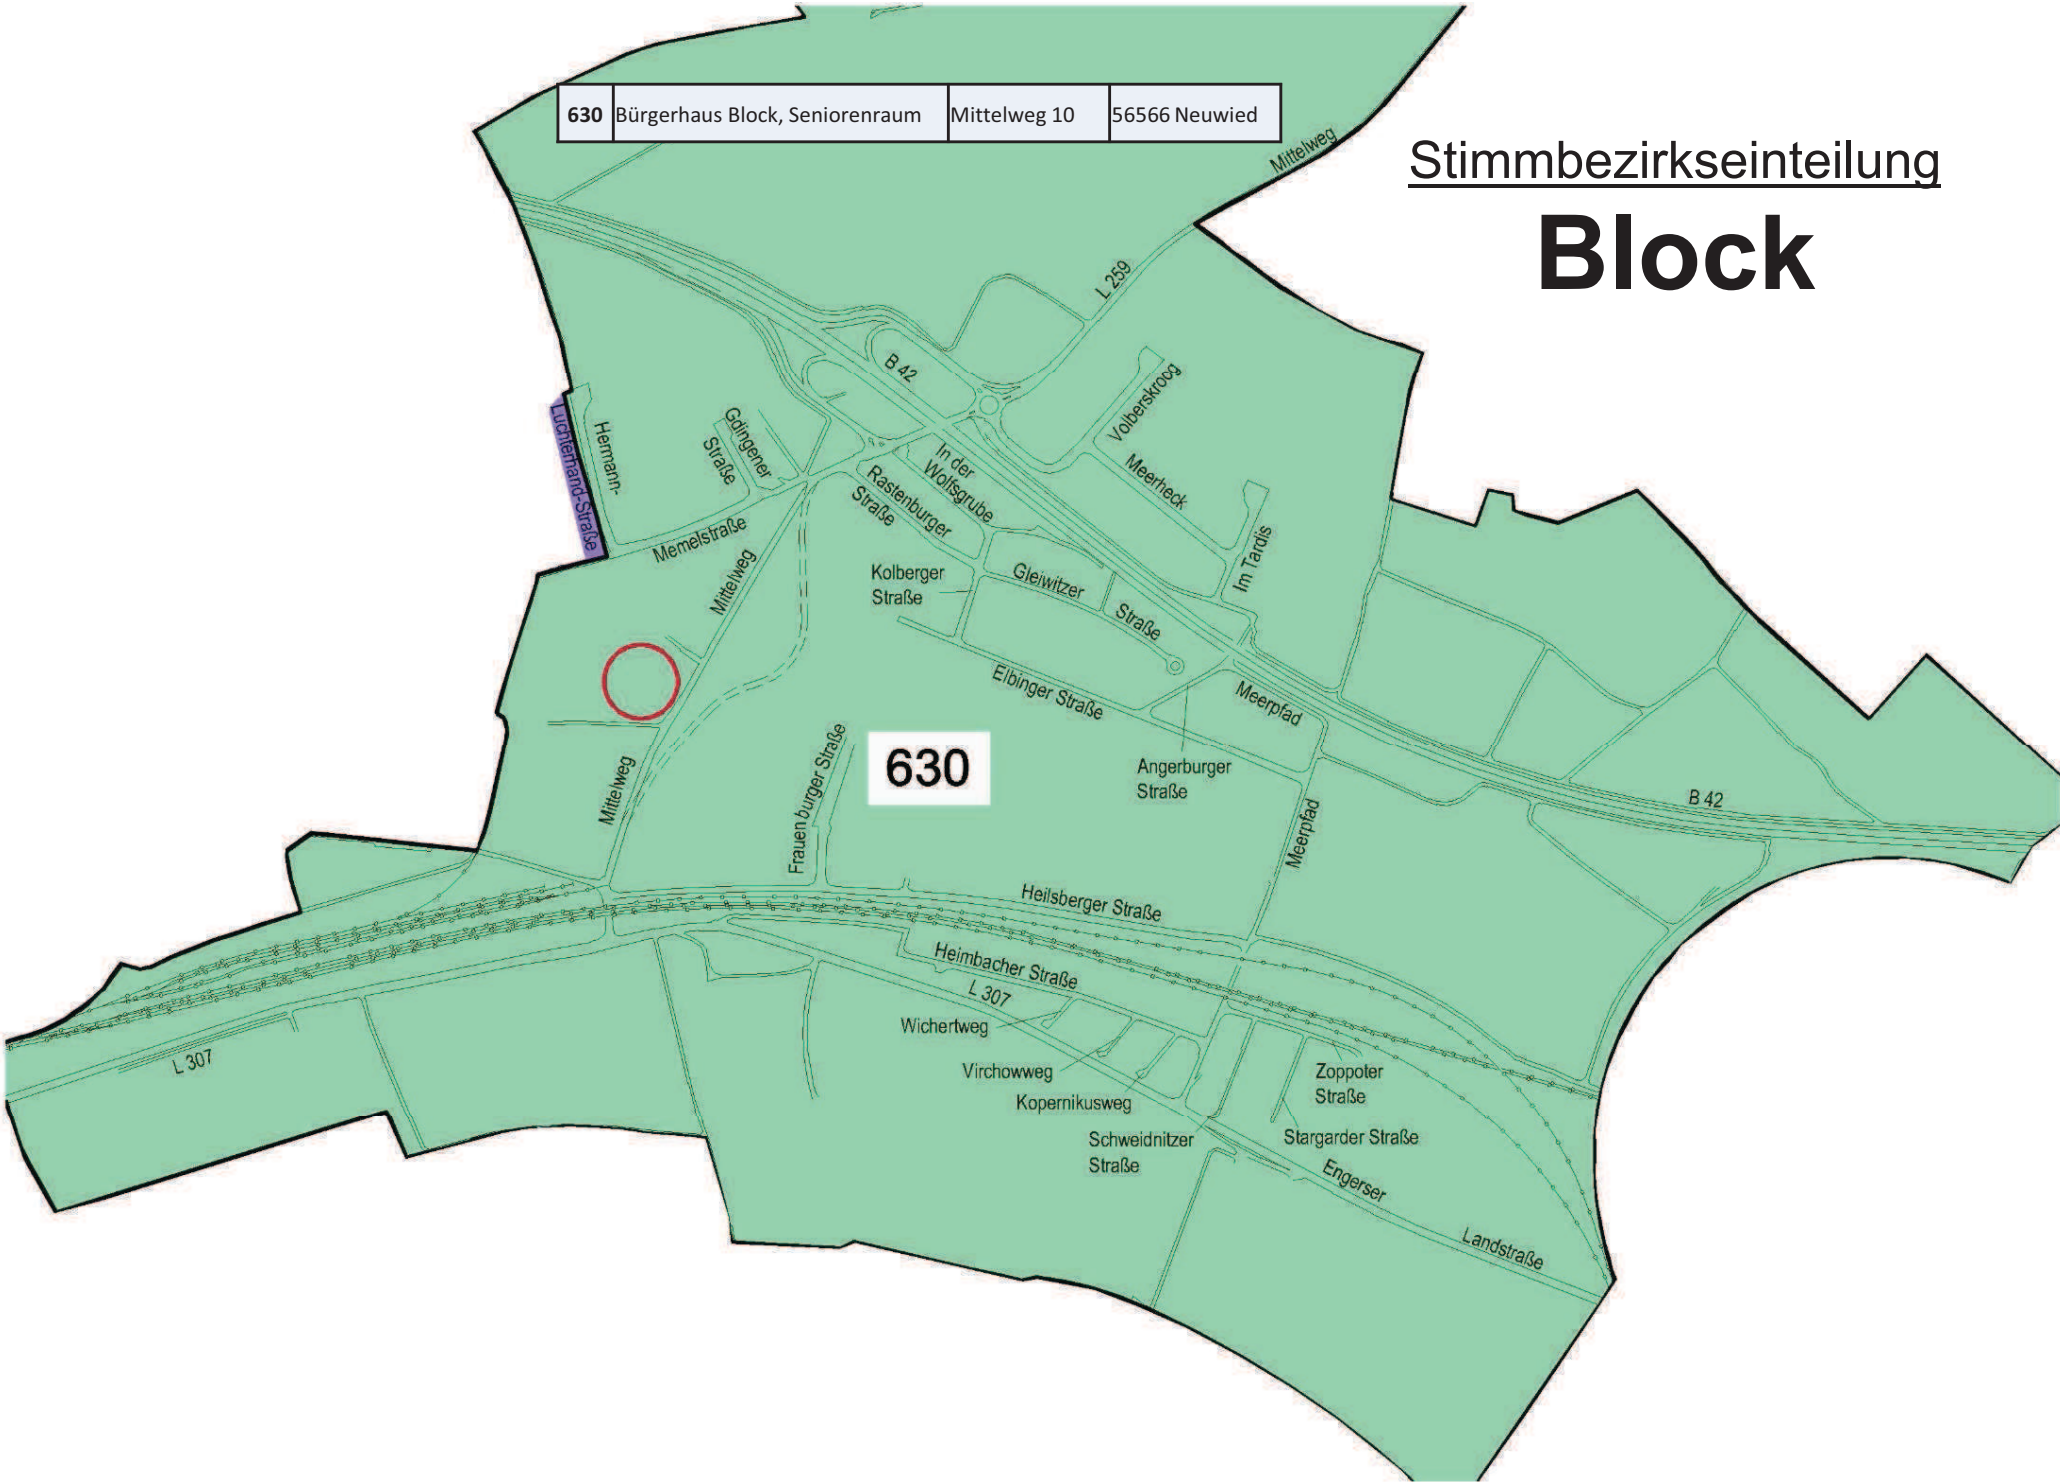 630 Bürgerhaus Block, Seniorenraum Mittelweg 10 56566 Neuwied
Stimmbezirkseinteilung
Block
Mittelweg
L 259
B 42
Volberskroog
Luchterhand-Straße
Hermann-
Gdingener
Straße
In der
Wolfsgrube
Rastenburger
Straße
Meerheck
Memelstraße
Mittelweg
Im Tardis
Kolberger
Straße
Gleiwitzer
Straße
Elbinger Straße
Meerpfad
Mittelweg
Frauenburger Straße
630
Angerburger
Straße
Meerpfad
B 42
Heilsberger Straße
Heimbacher Straße
L 307
Wichertweg
L 307
Virchowweg
Kopernikusweg
Zoppoter
Straße
Schweidnitzer
Straße
Stargarder Straße
Engerser
Landstraße